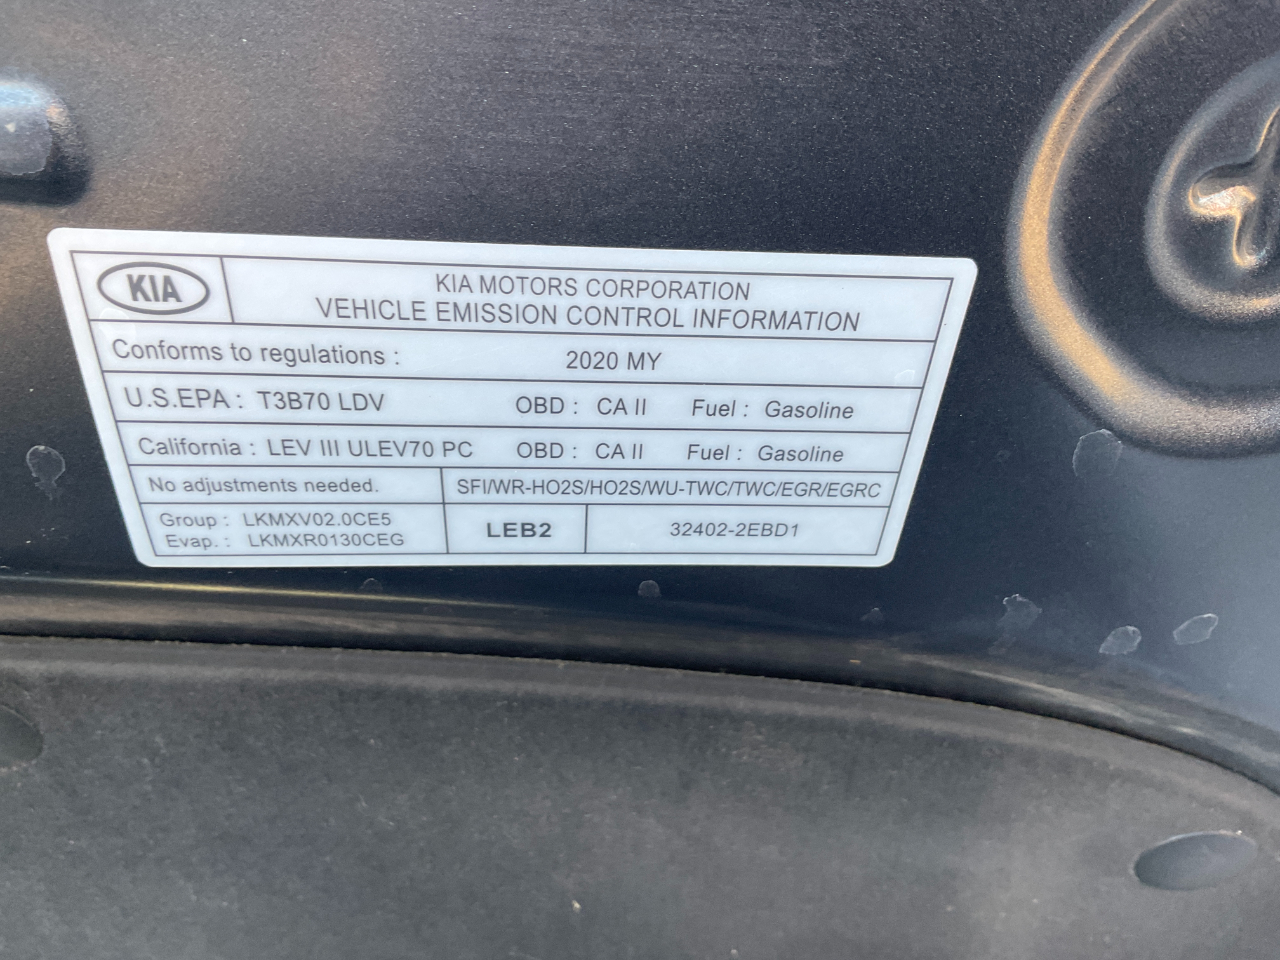 KIA
KIA MOTORS CORPORATION
VEHICLE EMISSION CONTROL INFORMATION
Conforms to regulations : 2020 MY
U.S.EPA : T3B70 LDV OBD : CA II Fuel : Gasoline
California : LEV III ULEV70 PC OBD : CA II Fuel : Gasoline
No adjustments needed. SFI/WR-HO2S/HO2S/WU-TWC/TWC/EGR/EGRC
Group : LKMXV02.0CE5
Evap. : LKMXR0130CEG
LEB2
32402-2EBD1